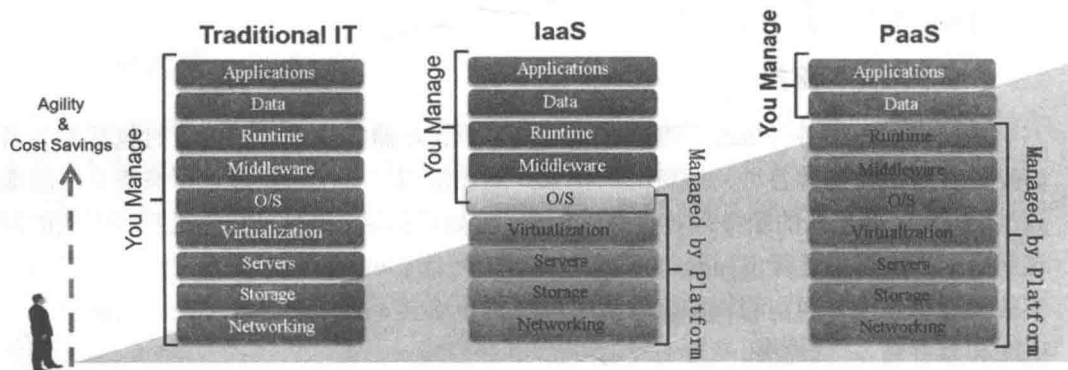 Traditional IT
IaaS
PaaS
Agility
&
Cost Savings
You Manage
Applications
Data
Runtime
Middleware
O/S
Virtualization
Servers
Storage
Networking
You Manage
Applications
Data
Runtime
Middleware
O/S
Virtualization
Servers
Storage
Networking
Managed by Platform
You Manage
Applications
Data
Runtime
Middleware
O/S
Virtualization
Servers
Storage
Networking
Managed by Platform